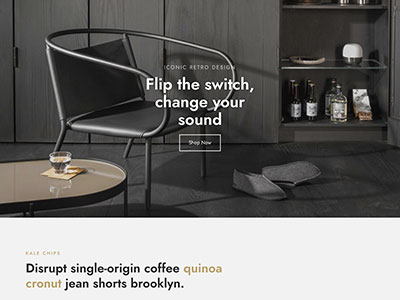 ICONIC RETRO DESIGN
Flip the switch,
change your
sound
Shop Now
KALE CHIPS
Disrupt single-origin coffee quinoa
cronut jean shorts brooklyn.